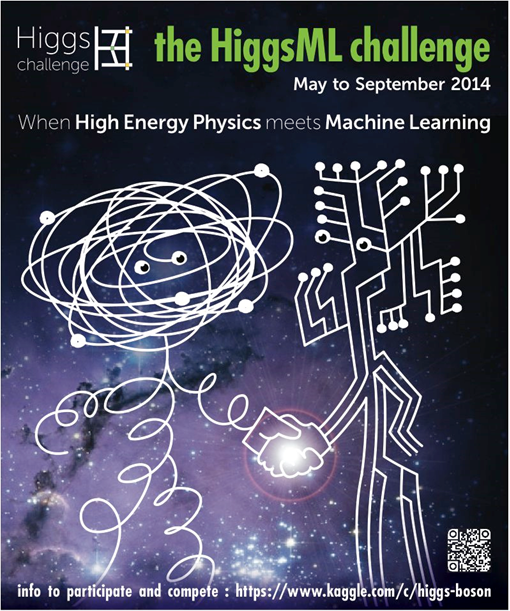 Higgs
challenge
the HiggsML challenge
May to September 2014
When High Energy Physics meets Machine Learning
info to participate and compete : https://www.kaggle.com/c/higgs-boson